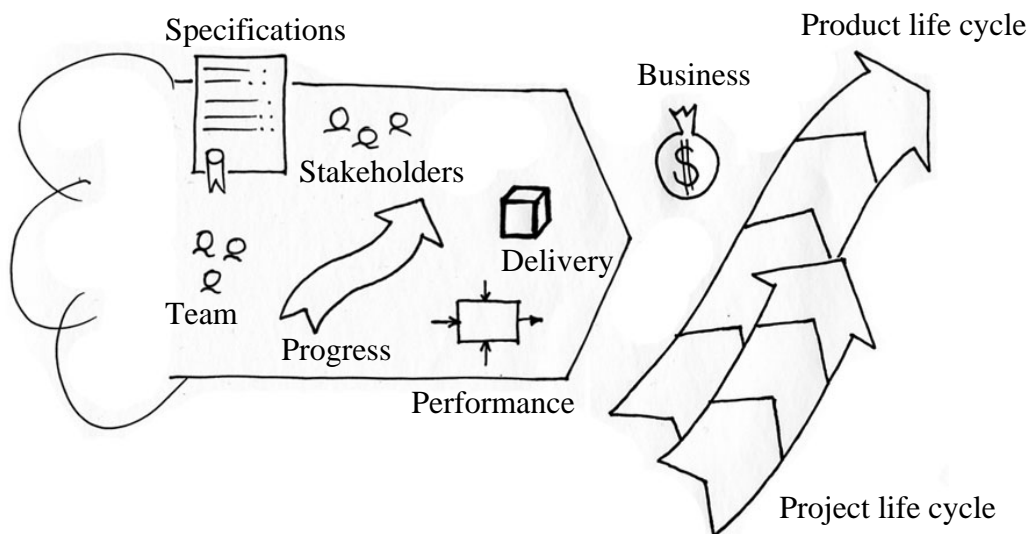 Specifications
Product life cycle
Business
Stakeholders
$
Delivery
Team
Progress
Performance
Project life cycle